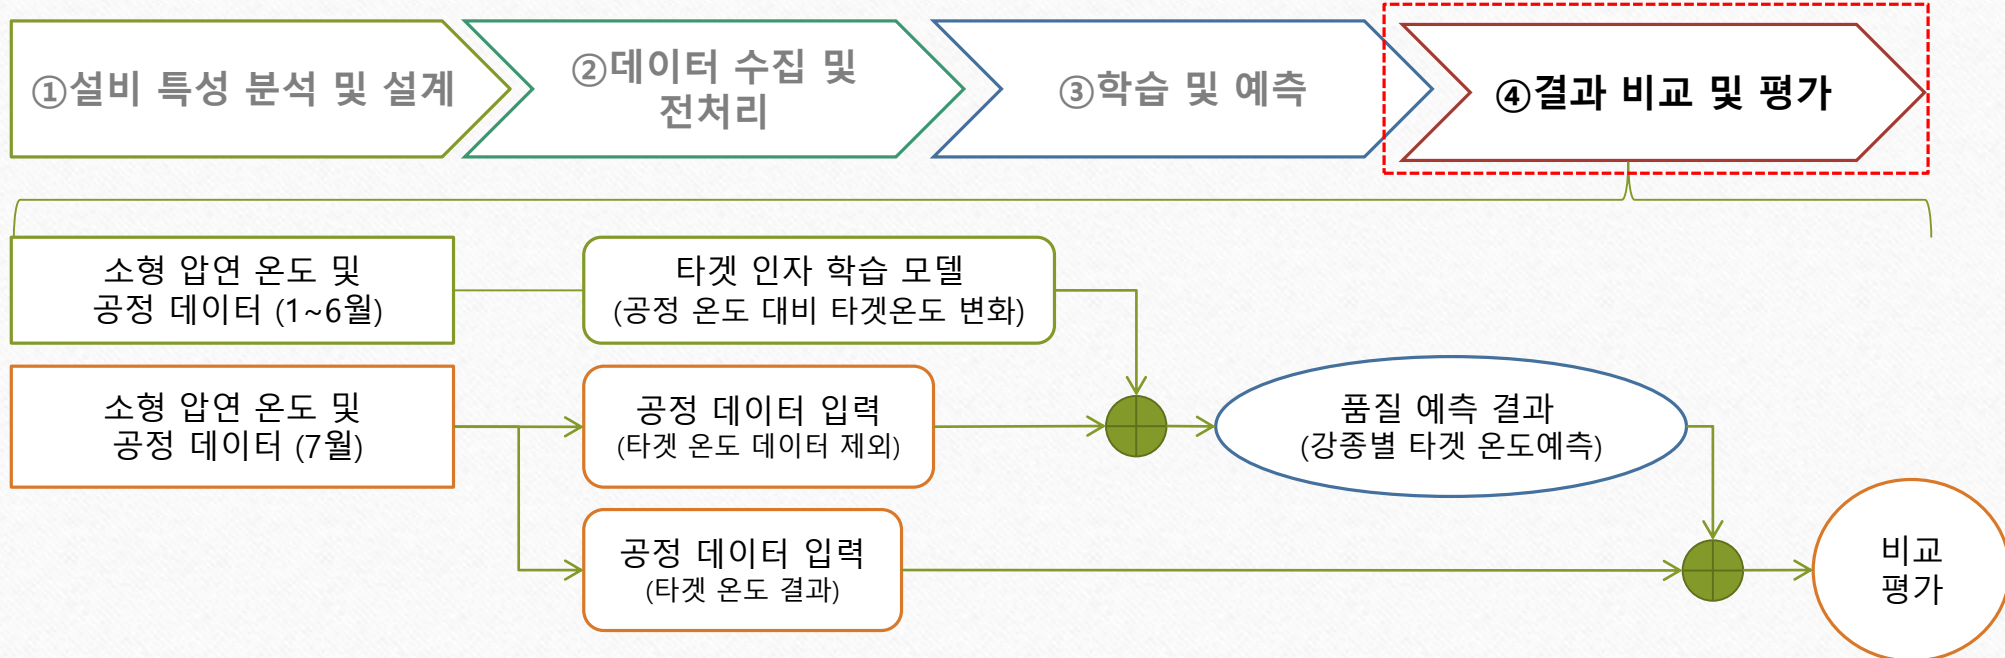 ①설비 특성 분석 및 설계
②데이터 수집 및
전처리
③학습 및 예측
④결과 비교 및 평가
소형 압연 온도 및
공정 데이터 (1~6월)
타겟 인자 학습 모델
(공정 온도 대비 타겟온도 변화)
소형 압연 온도 및
공정 데이터 (7월)
공정 데이터 입력
(타겟 온도 데이터 제외)
품질 예측 결과
(강종별 타겟 온도예측)
공정 데이터 입력
(타겟 온도 결과)
비교
평가